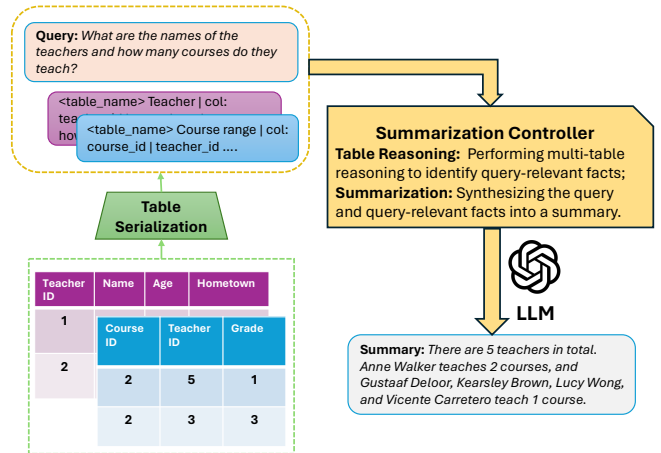 Query: What are the names of the
teachers and how many courses do they
teach?
<table_name> Teacher | col:
<table_name> Course range | col:
course_id | teacher_id ....
Summarization Controller
Table Reasoning: Performing multi-table
reasoning to identify query-relevant facts;
Summarization: Synthesizing the query
and query-relevant facts into a summary.
Table
Serialization
LLM
Teacher ID Name Age Hometown
1
2
Course ID Teacher ID Grade
2 5 1
2 3 3
Summary: There are 5 teachers in total.
Anne Walker teaches 2 courses, and
Gustaaf Deloor, Kearsley Brown, Lucy Wong,
and Vicente Carretero teach 1 course.